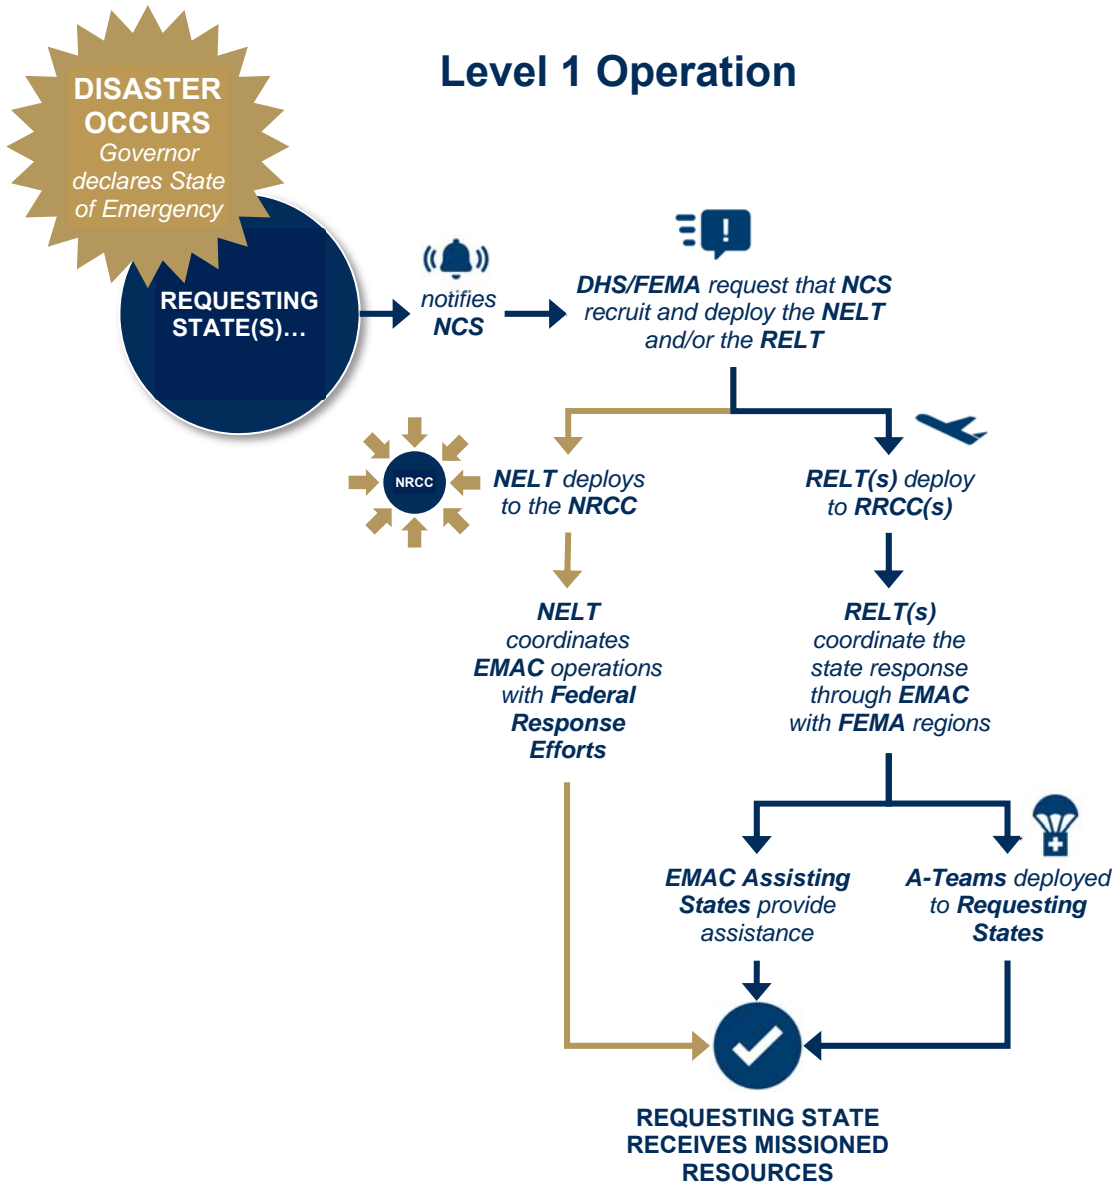 Level 1 Operation
DISASTER
OCCURS
Governor
declares State
of Emergency
REQUESTING
STATE(S)...
notifies
NCS
!
DHS/FEMA request that NCS
recruit and deploy the NELT
and/or the RELT
NRCC
NELT deploys
to the NRCC
RELT(s) deploy
to RRCC(s)
NELT
coordinates
EMAC operations
with Federal
Response
Efforts
RELT(s)
coordinate the
state response
through EMAC
with FEMA regions
EMAC Assisting
States provide
assistance
A-Teams deployed
to Requesting
States
REQUESTING STATE
RECEIVES MISSIONED
RESOURCES